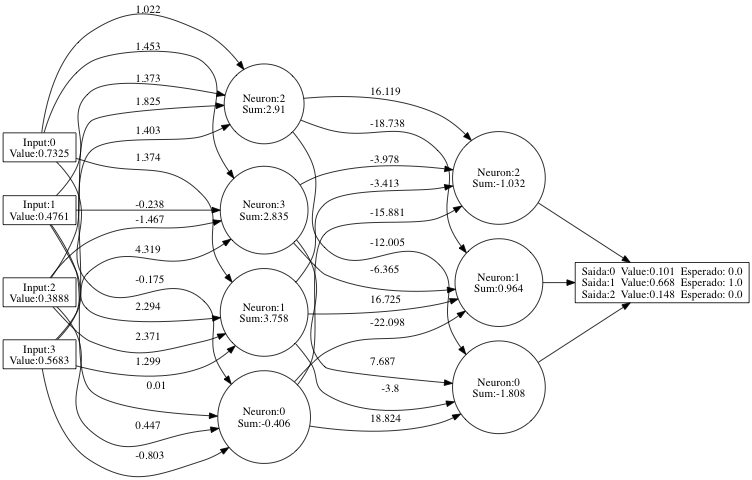 1.022
1.453
1.373
1.825
1.403
1.374
-0.238
-1.467
4.319
-0.175
2.294
2.371
1.299
0.01
0.447
-0.803
Input:0
Value:0.7325
Input:1
Value:0.4761
Input:2
Value:0.3888
Input:3
Value:0.5683
Neuron:2
Sum:2.91
Neuron:3
Sum:2.835
Neuron:1
Sum:3.758
Neuron:0
Sum:-0.406
16.119
-18.738
-3.978
-3.413
-15.881
-12.005
-6.365
16.725
-22.098
7.687
-3.8
18.824
Neuron:2
Sum:-1.032
Neuron:1
Sum:0.964
Neuron:0
Sum:-1.808
Saida:0 Value:0.101 Esperado: 0.0
Saida:1 Value:0.668 Esperado: 1.0
Saida:2 Value:0.148 Esperado: 0.0